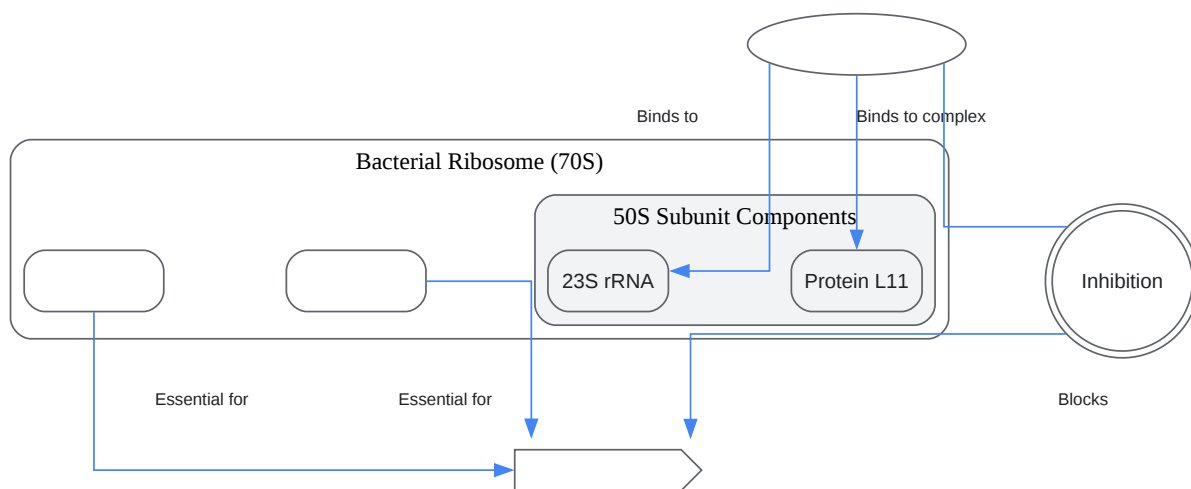 Binds to
Binds to complex
Bacterial Ribosome (70S)
50S Subunit Components
23S rRNA
Protein L11
Inhibition
Essential for
Essential for
Blocks